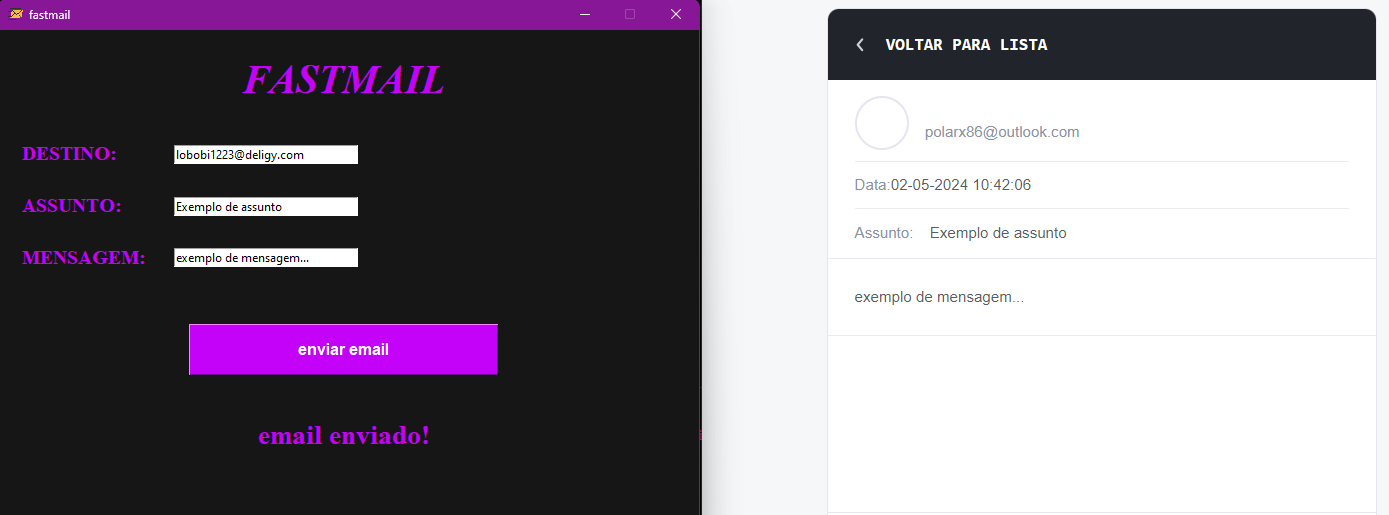 fastmail
FASTMAIL
DESTINO: lobobi1223@deligy.com
ASSUNTO: Exemplo de assunto
MENSAGEM: exemplo de mensagem...
enviar email
email enviado!
VOLTAR PARA LISTA
polarx86@outlook.com
Data:02-05-2024 10:42:06
Assunto: Exemplo de assunto
exemplo de mensagem...